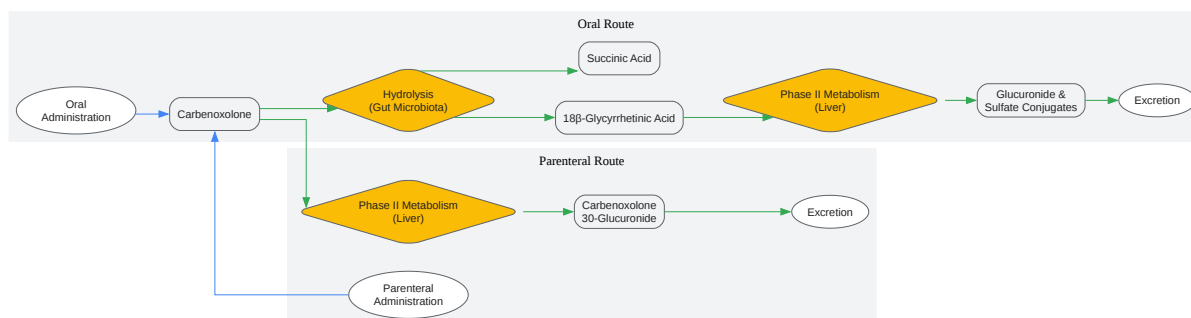 Oral Route
Oral
Administration
Carbenoxolone
Hydrolysis
(Gut Microbiota)
Succinic Acid
18β-Glycyrrhetinic Acid
Phase II Metabolism
(Liver)
Glucuronide &
Sulfate Conjugates
Excretion
Parenteral Route
Phase II Metabolism
(Liver)
Carbenoxolone
30-Glucuronide
Excretion
Parenteral
Administration